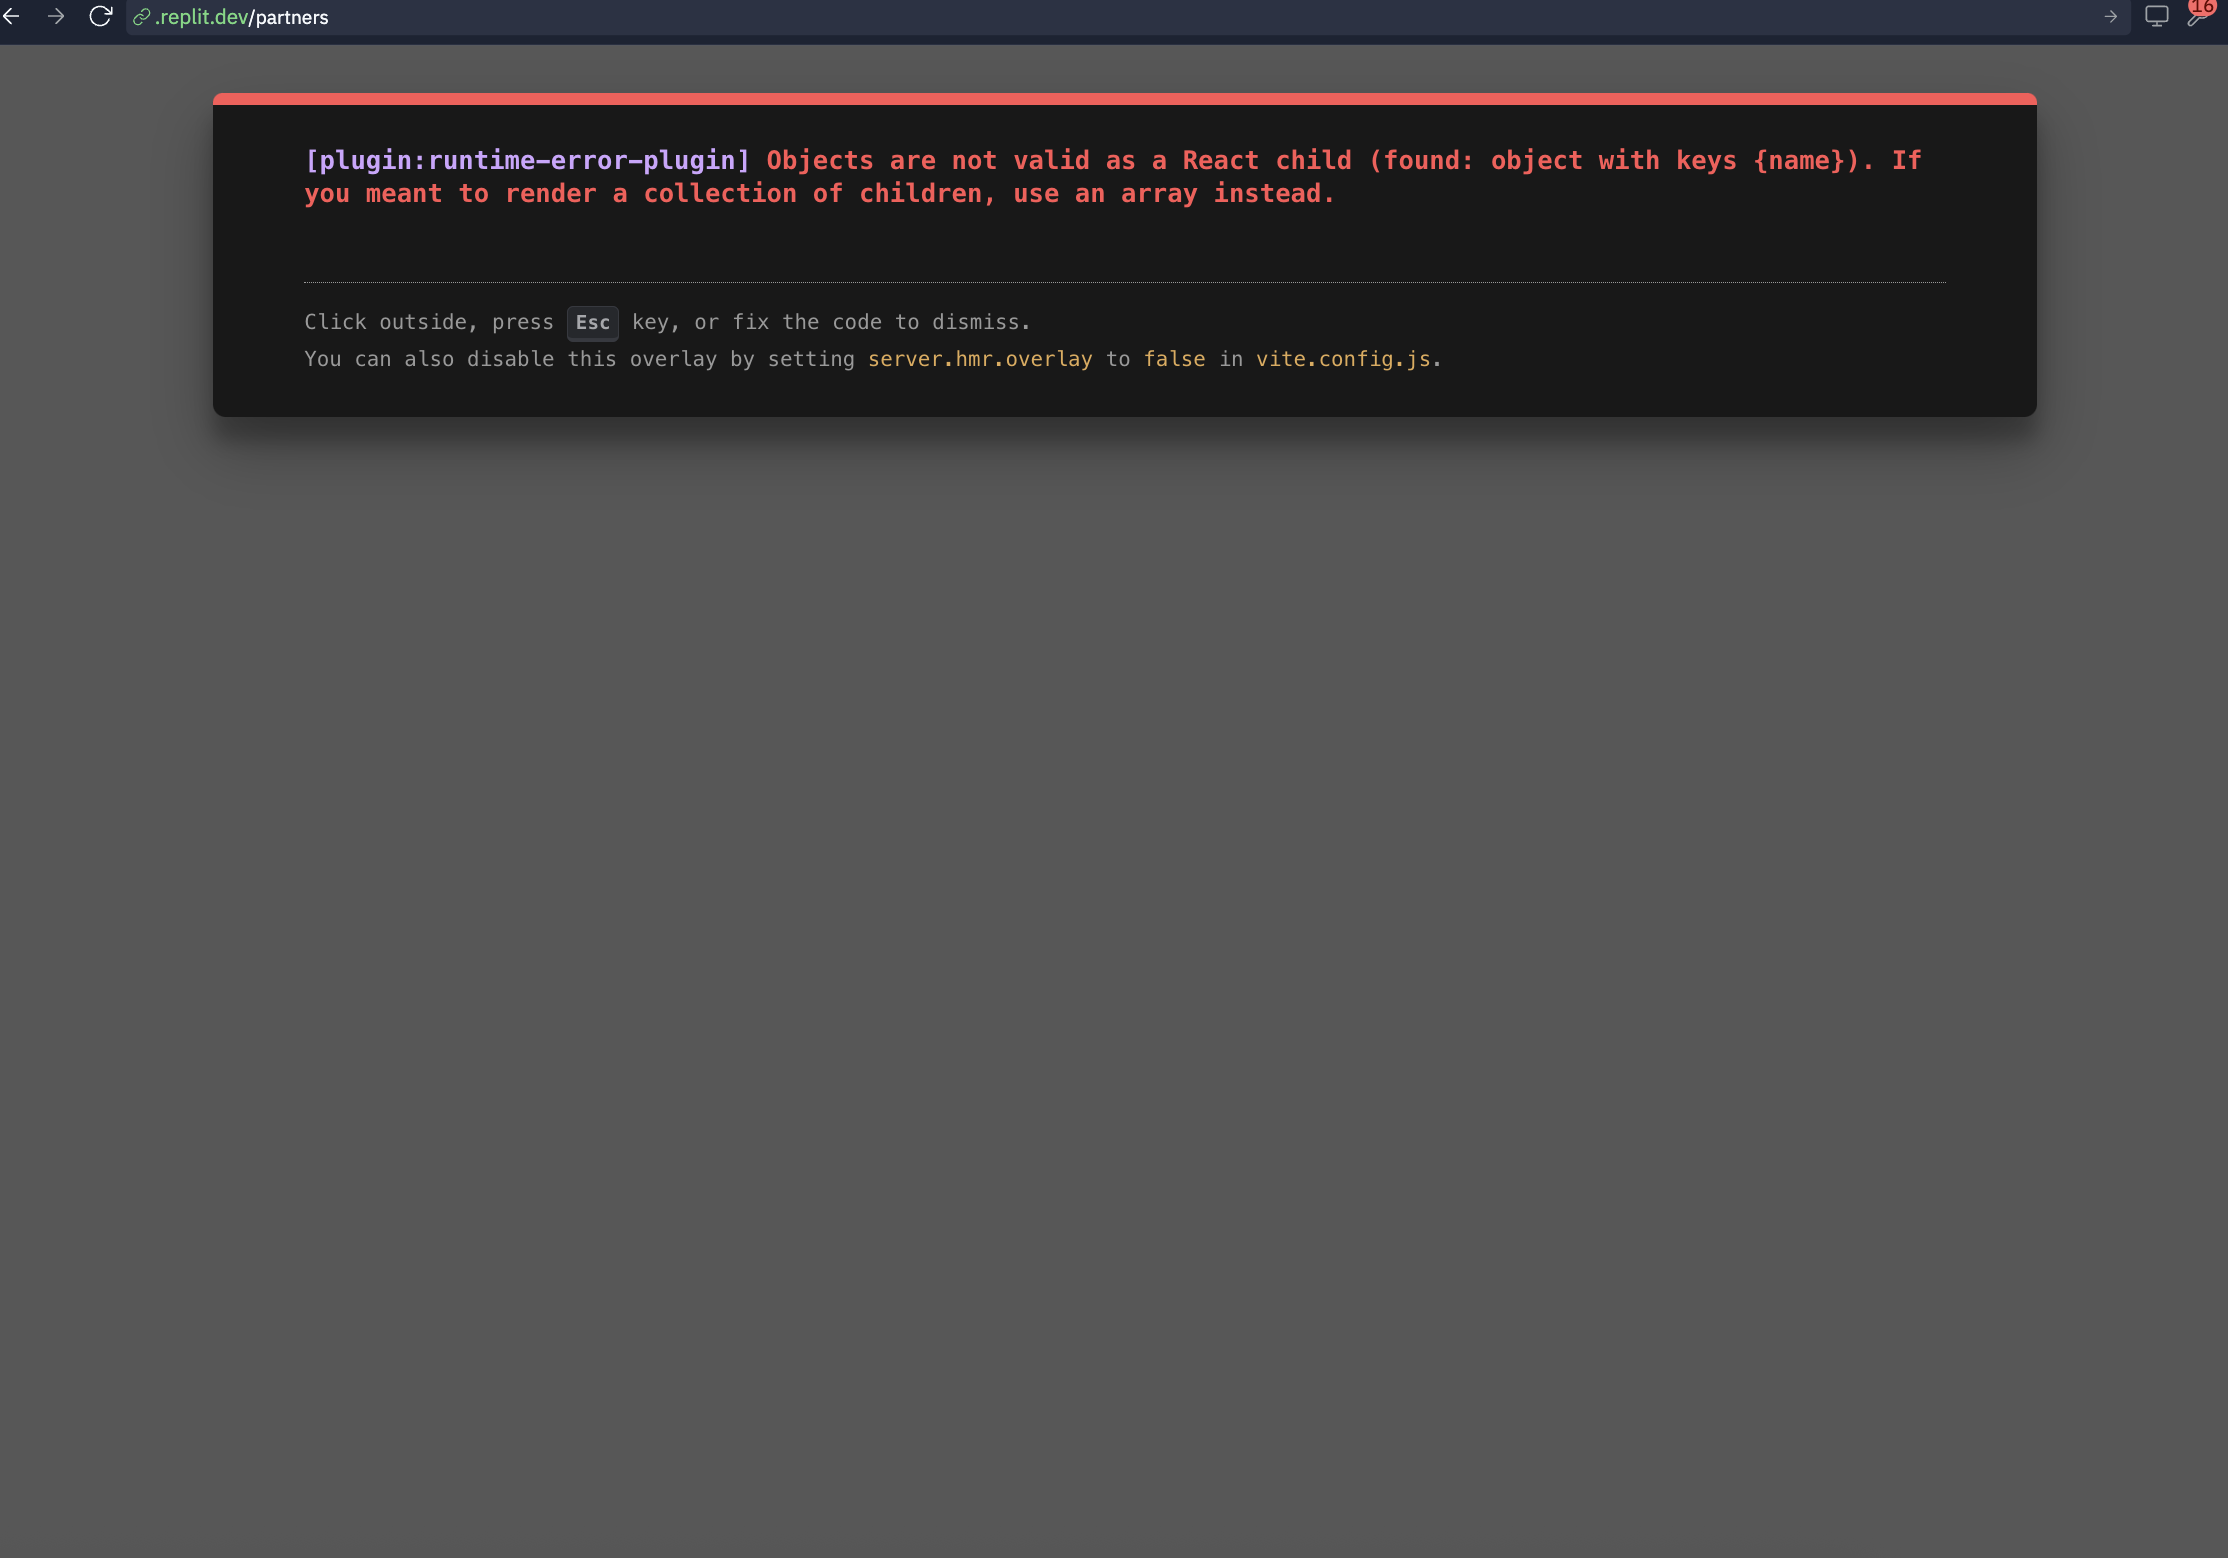 .replit.dev/partners
16
[plugin:runtime-error-plugin] Objects are not valid as a React child (found: object with keys {name}). If
you meant to render a collection of children, use an array instead.
Click outside, press Esc key, or fix the code to dismiss.
You can also disable this overlay by setting server.hmr.overlay to false in vite.config.js.